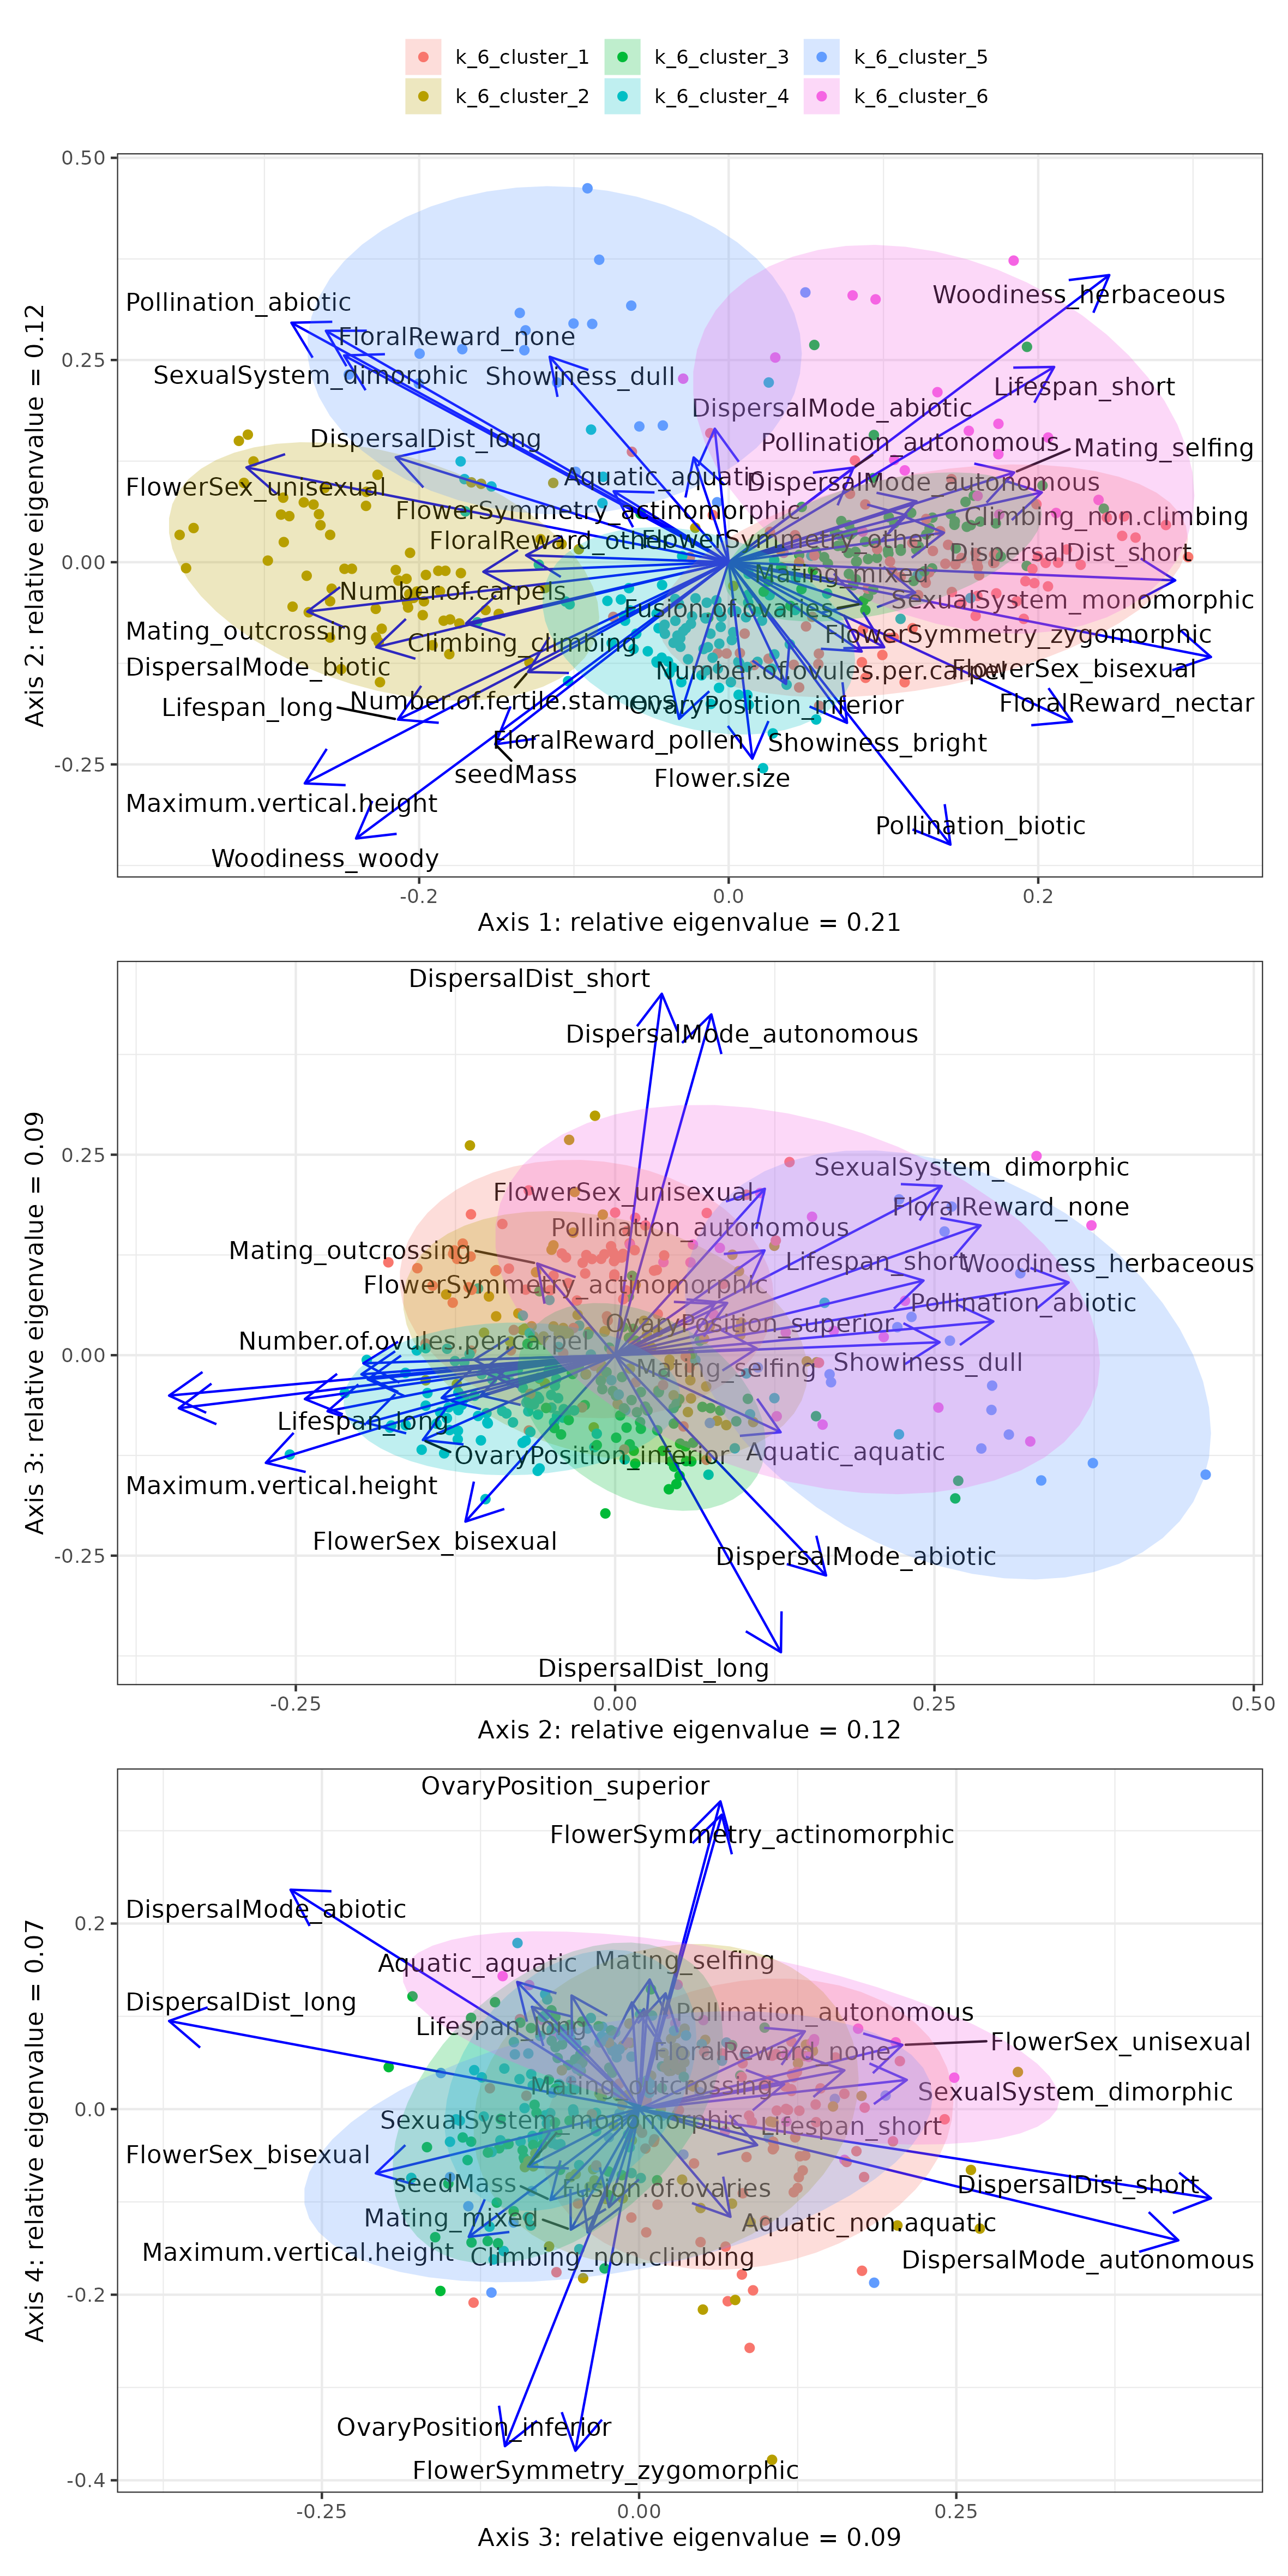 k_6_cluster_1 k_6_cluster_3 k_6_cluster_5
k_6_cluster_2 k_6_cluster_4 k_6_cluster_6
0.50
Pollination_abiotic
Woodiness_herbaceous
FloralReward_none
0.25
SexualSystem_dimorphic
Showiness_dull
Lifespan_short
DispersalMode_abiotic
DispersalDist_long
Pollination_autonomous
Mating_selfing
Aquatic_aquatic
DispersalMode_autonomous
FlowerSex_unisexual
FlowerSymmetry_actinomorphic
Climbing_non.climbing
FloralReward_other
FlowerSymmetry_other
DispersalDist_short
0.00
Mating_mixed
Number.of.carpels
SexualSystem_monomorphic
Fusion.of.ovaries
Mating_outcrossing
Climbing_climbing
FlowerSymmetry_zygomorphic
DispersalMode_biotic
Number.of.ovules.per.carpel
FlowerSex_bisexual
Lifespan_long
Number.of.fertile.stamens
OvaryPosition_inferior
FloralReward_nectar
FloralReward_pollen
Showiness_bright
-0.25
seedMass
Flower.size
Maximum.vertical.height
Pollination_biotic
Woodiness_woody
-0.2 0.0 0.2
Axis 1: relative eigenvalue = 0.21
Axis 2: relative eigenvalue = 0.12
DispersalDist_short
DispersalMode_autonomous
0.25
SexualSystem_dimorphic
FlowerSex_unisexual
FloralReward_none
Pollination_autonomous
Mating_outcrossing
Lifespan_short
Woodiness_herbaceous
FlowerSymmetry_actinomorphic
Pollination_abiotic
OvaryPosition_superior
Number.of.ovules.per.carpel
0.00
Mating_selfing
Showiness_dull
Lifespan_long
OvaryPosition_inferior
Aquatic_aquatic
Maximum.vertical.height
FlowerSex_bisexual
-0.25
DispersalMode_abiotic
DispersalDist_long
-0.25 0.00 0.25 0.50
Axis 2: relative eigenvalue = 0.12
Axis 3: relative eigenvalue = 0.09
OvaryPosition_superior
FlowerSymmetry_actinomorphic
DispersalMode_abiotic
0.2
Aquatic_aquatic
Mating_selfing
DispersalDist_long
Pollination_autonomous
Lifespan_long
FlowerSex_unisexual
FloralReward_none
Mating_outcrossing
SexualSystem_dimorphic
0.0
SexualSystem_monomorphic
Lifespan_short
FlowerSex_bisexual
seedMass
Fusion.of.ovaries
DispersalDist_short
Mating_mixed
Aquatic_non.aquatic
Maximum.vertical.height
Climbing_non.climbing
DispersalMode_autonomous
-0.2
OvaryPosition_inferior
FlowerSymmetry_zygomorphic
-0.4
-0.25 0.00 0.25
Axis 3: relative eigenvalue = 0.09
Axis 4: relative eigenvalue = 0.07